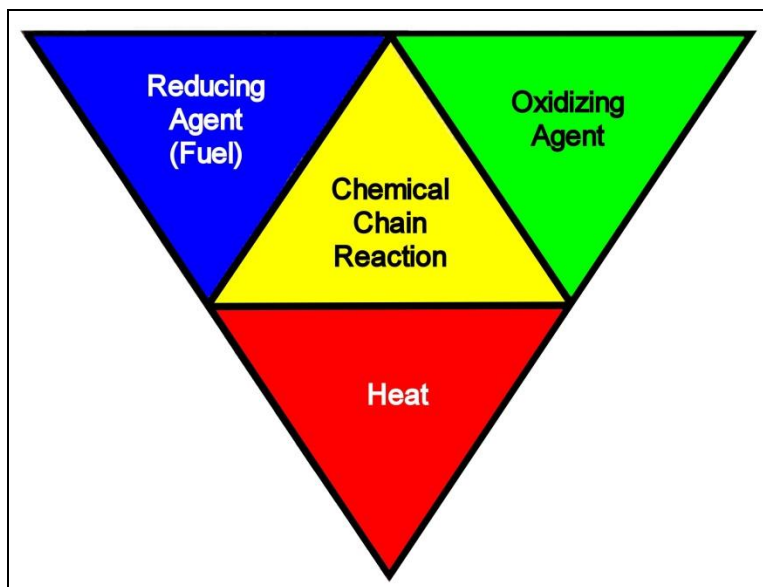 Reducing
Agent
(Fuel)
Oxidizing
Agent
Chemical
Chain
Reaction
Heat